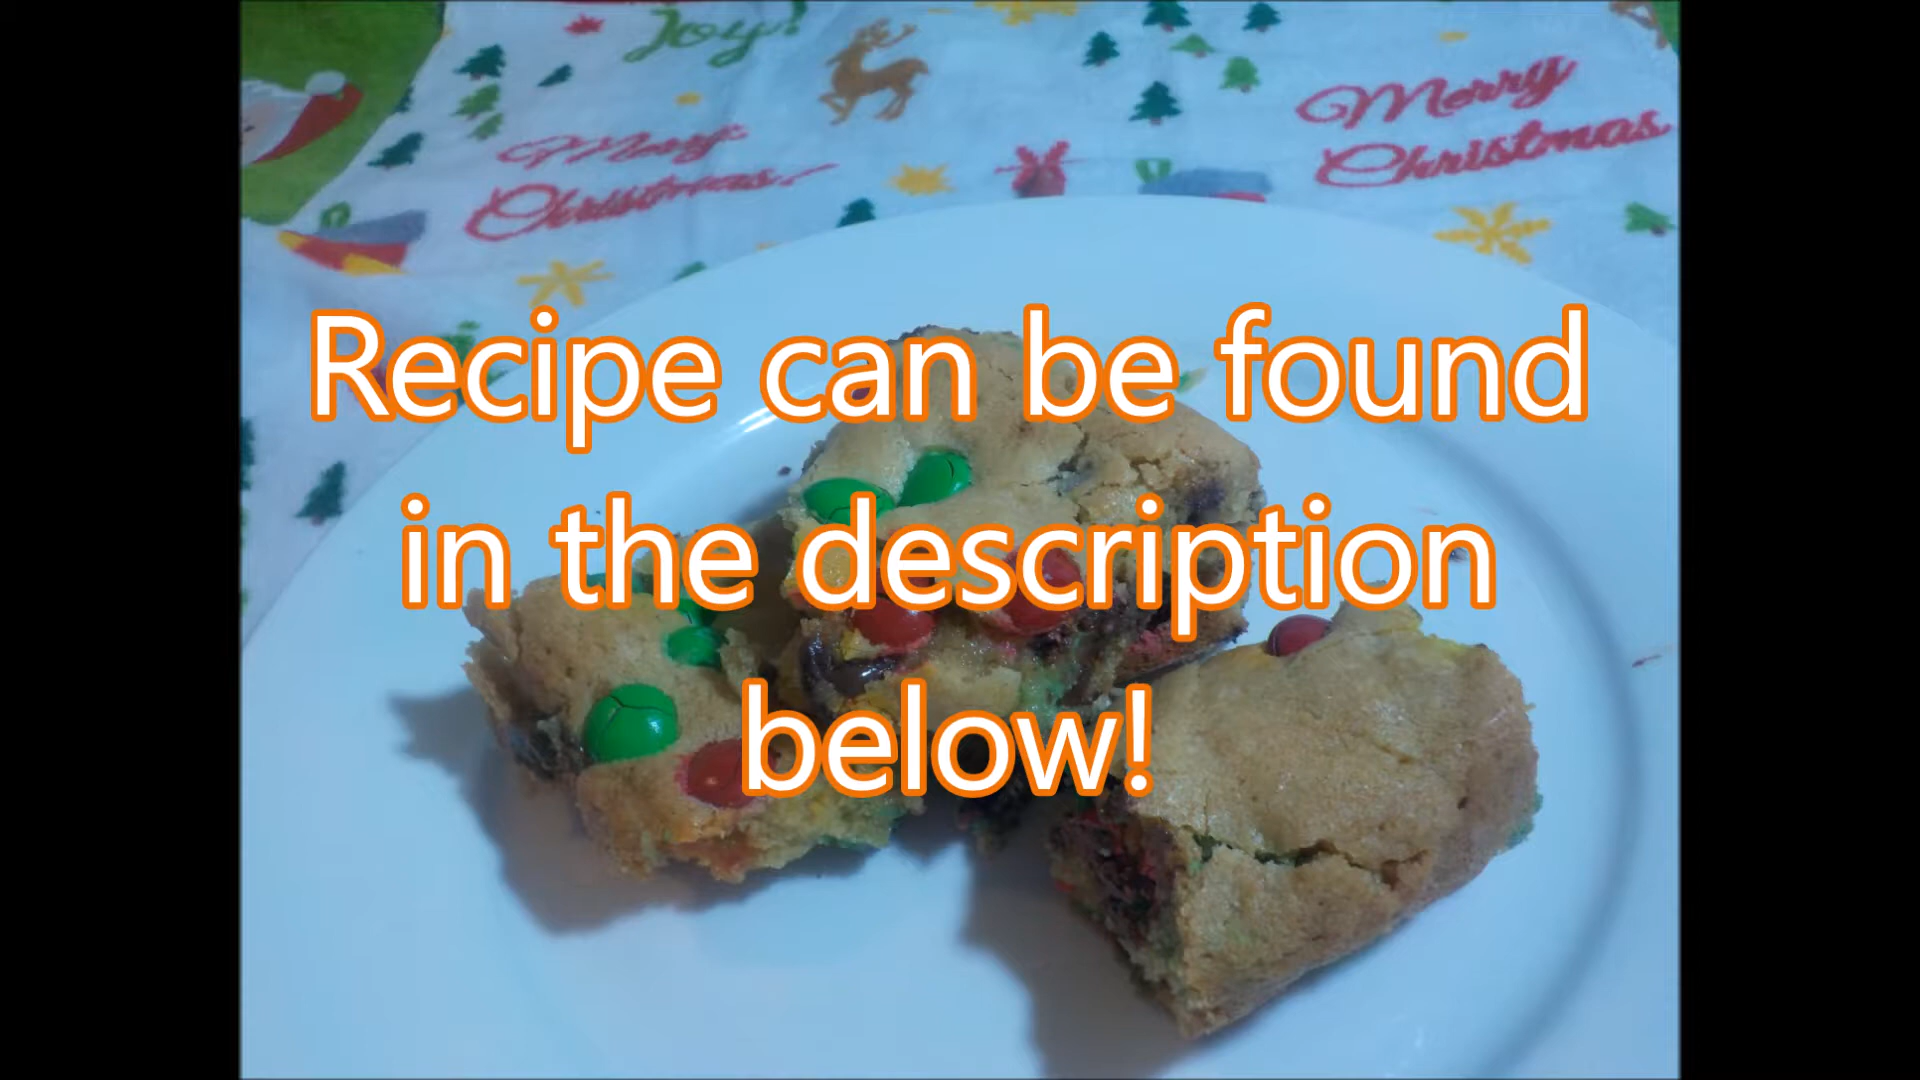 Joy!
Merry
Christmas
Merry
Christmas
Recipe can be found
in the description
below!